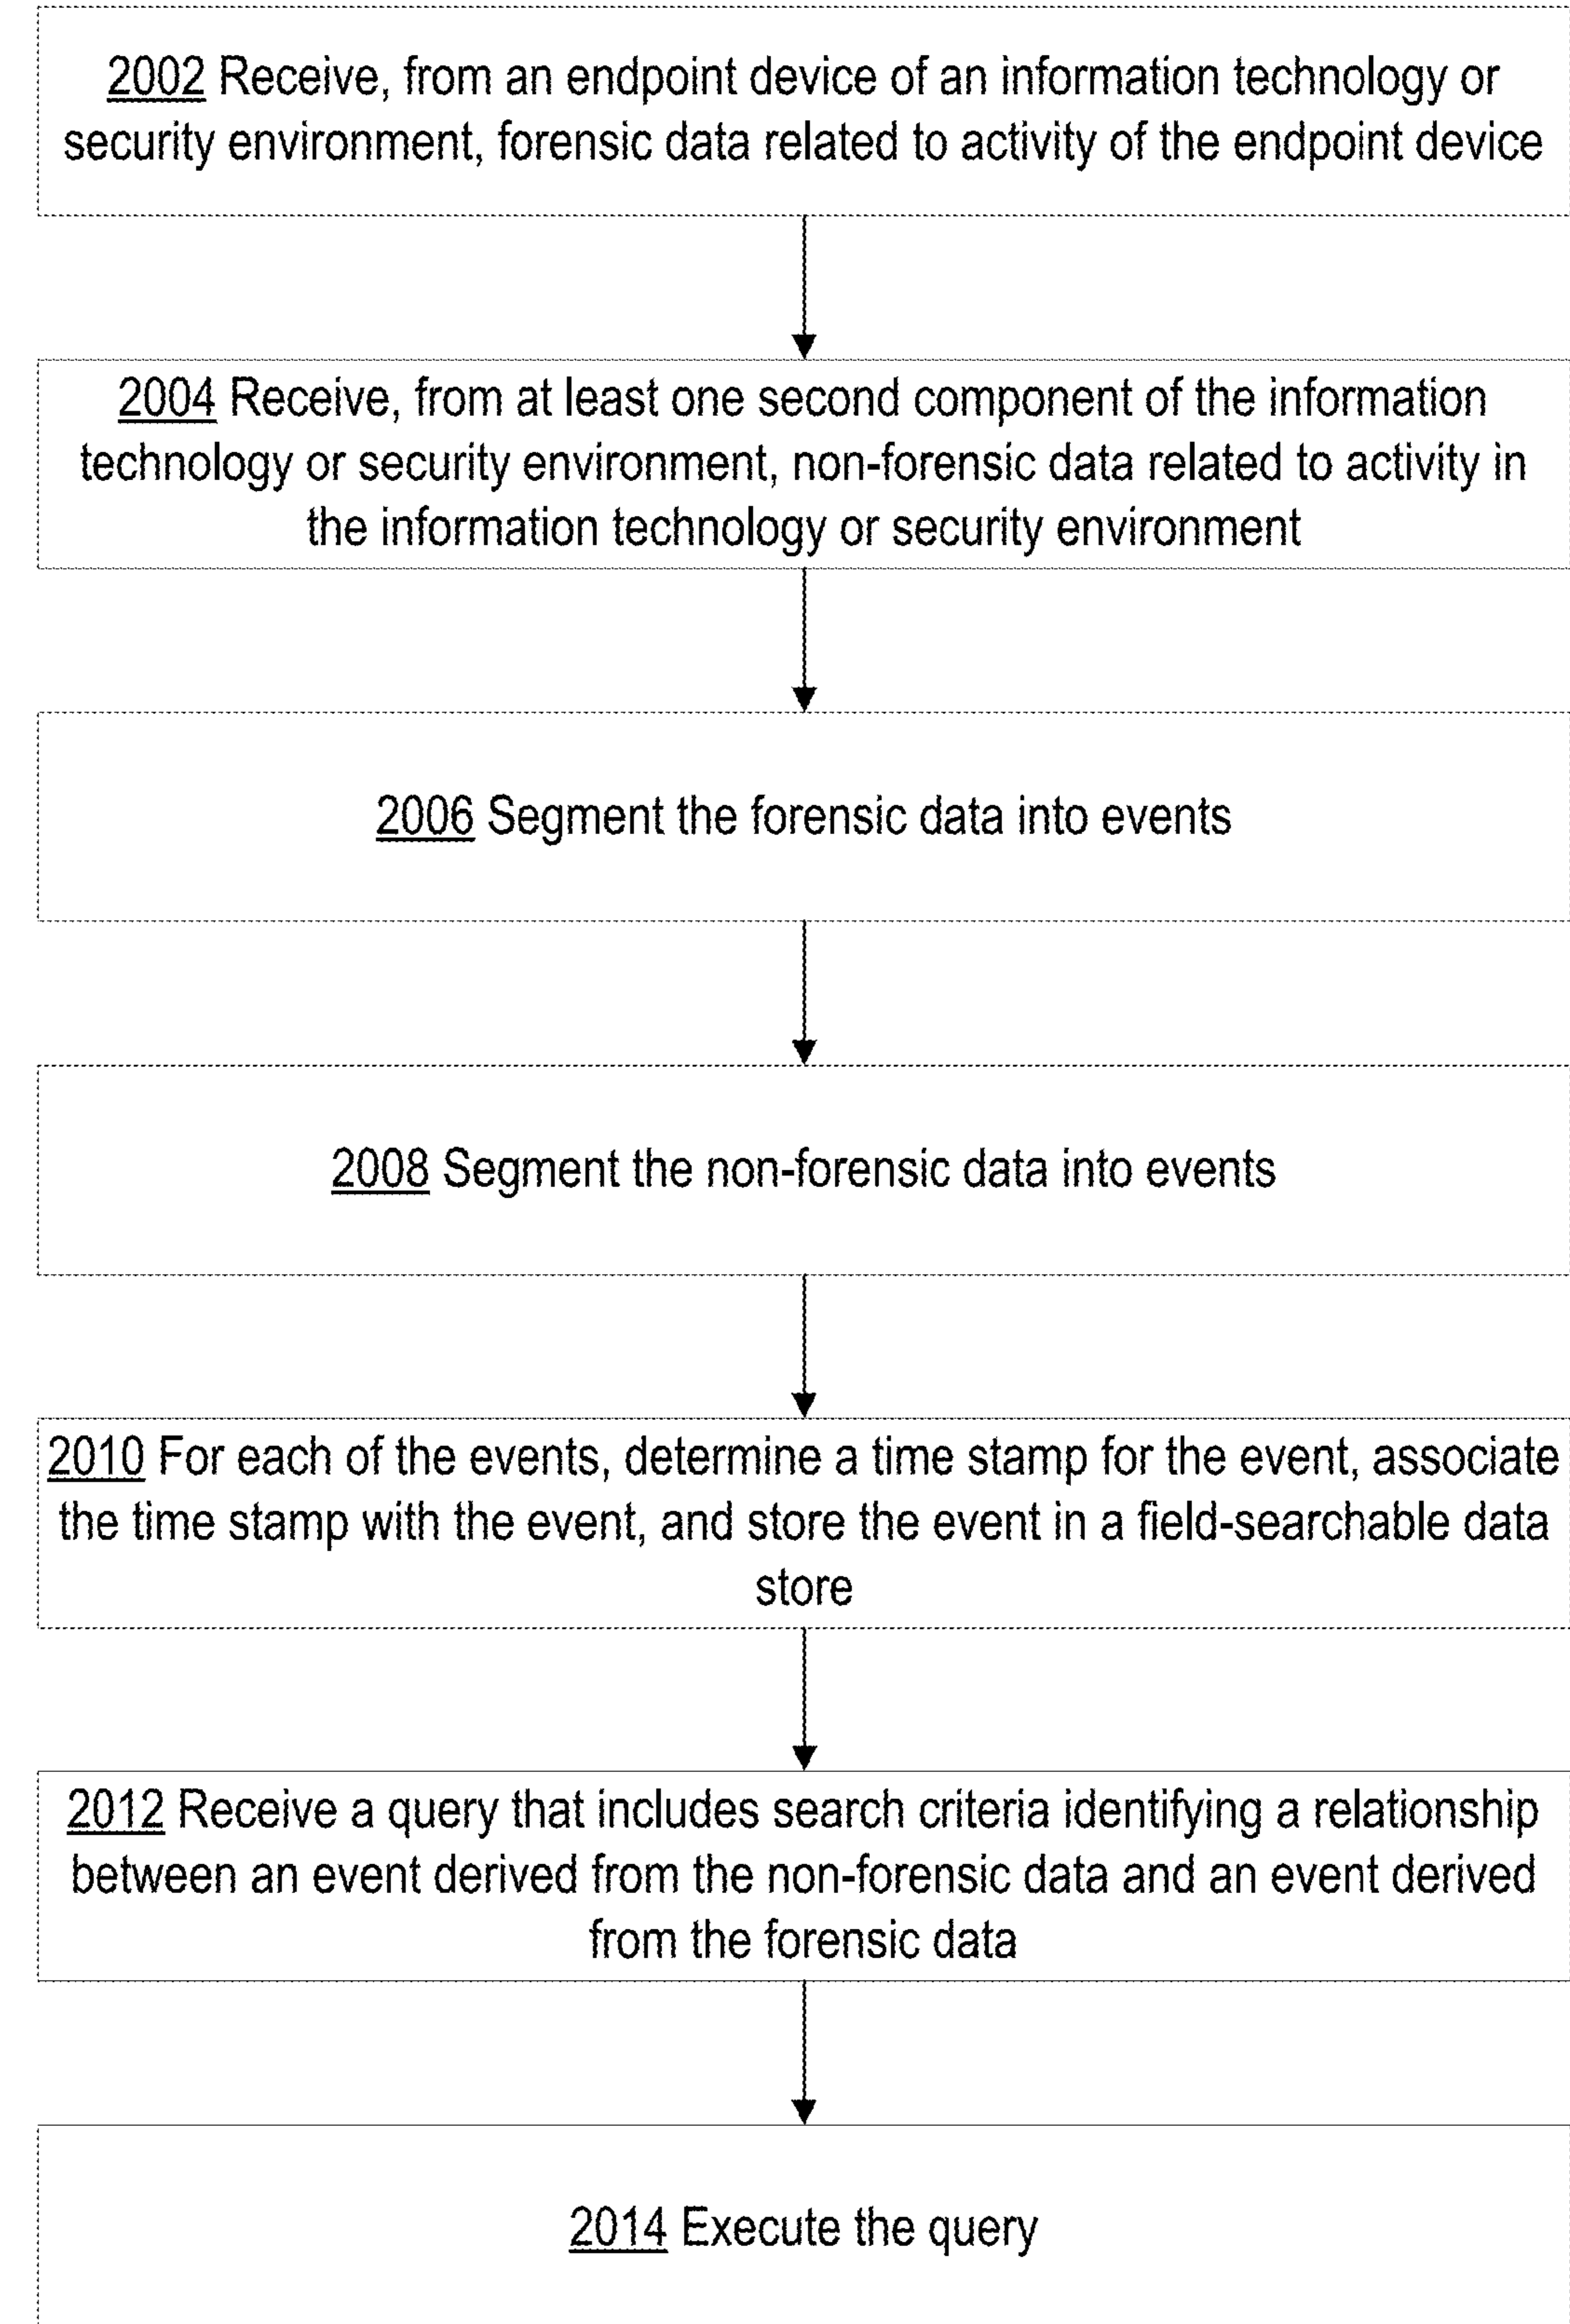 2002 Receive, from an endpoint device of an information technology or
security environment, forensic data related to activity of the endpoint device
2004 Receive, from at least one second component of the information
technology or security environment, non-forensic data related to activity in
the information technology or security environment
2006 Segment the forensic data into events
2008 Segment the non-forensic data into events
2010 For each of the events, determine a time stamp for the event, associate
the time stamp with the event, and store the event in a field-searchable data
store
2012 Receive a query that includes search criteria identifying a relationship
between an event derived from the non-forensic data and an event derived
from the forensic data
2014 Execute the query